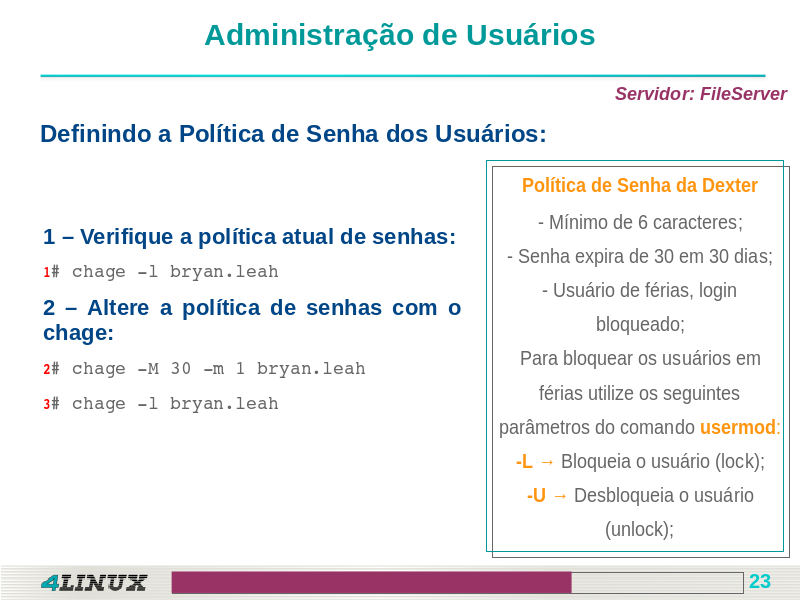 Administração de Usuários
Servidor: FileServer
Definindo a Política de Senha dos Usuários:
1 – Verifique a política atual de senhas:
1# chage -l bryan.leah
2 – Altere a política de senhas com o
chage:
2# chage -M 30 -m 1 bryan.leah
3# chage -l bryan.leah
Política de Senha da Dexter
- Mínimo de 6 caracteres;
- Senha expira de 30 em 30 dias;
- Usuário de férias, login
bloqueado;
Para bloquear os usuários em
férias utilize os seguintes
parâmetros do comando usermod:
-L → Bloqueia o usuário (lock);
-U → Desbloqueia o usuário
(unlock);
4LINUX
23